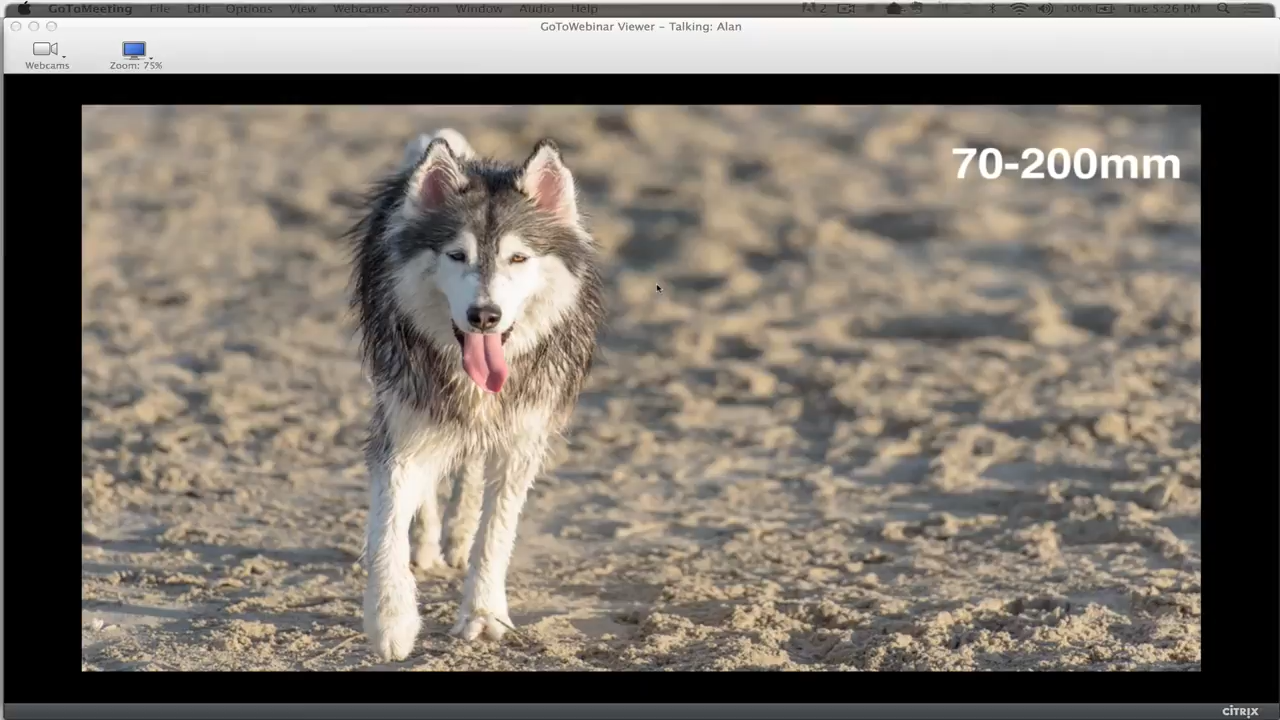 GoToMeeting File Edit Options View Webcams Zoom Window Audio Help 2 100% Tue 5:26 PM
GoToWebinar Viewer - Talking: Alan
Webcams Zoom: 75%
70-200mm
CITRIX